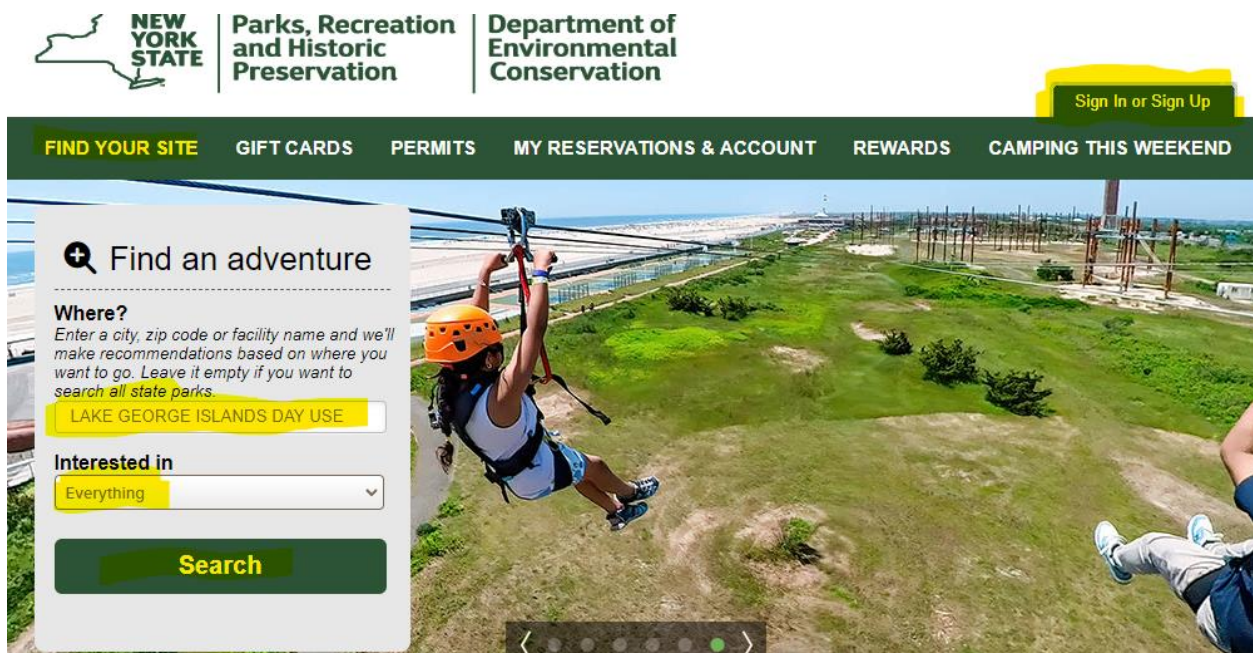 NEW
YORK
STATE
Parks, Recreation
and Historic
Preservation
Department of
Environmental
Conservation
Sign In or Sign Up
FIND YOUR SITE GIFT CARDS PERMITS MY RESERVATIONS & ACCOUNT REWARDS CAMPING THIS WEEKEND
Find an adventure
Where?
Enter a city, zip code or facility name and we'll
make recommendations based on where you
want to go. Leave it empty if you want to
search all state parks.
LAKE GEORGE ISLANDS DAY USE
Interested in
Everything
Search